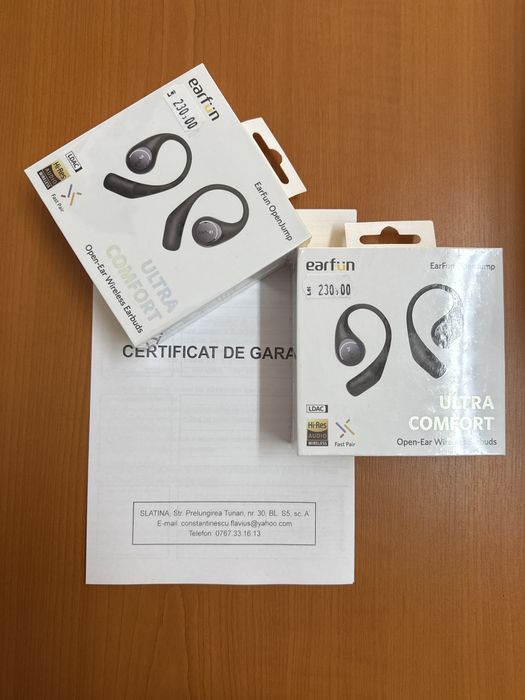 earfun
LEI 230,00
LDAC
Hi-Res
AUDIO
WIRELESS
Fast Pair
EarFun OpenJump
ULTRA
COMFORT
Open-Ear Wireless Earbuds
earfun
EarFun OpenJump
LEI 230,00
LDAC
Hi-Res
AUDIO
WIRELESS
Fast Pair
ULTRA
COMFORT
Open-Ear Wireless Earbuds
CERTIFICAT DE GARA
SLATINA, Str. Prelungirea Tunari, nr. 30, BL. S5, sc. A
E-mail: constantinescu.flavius@yahoo.com
Telefon: 0767.33.16.13